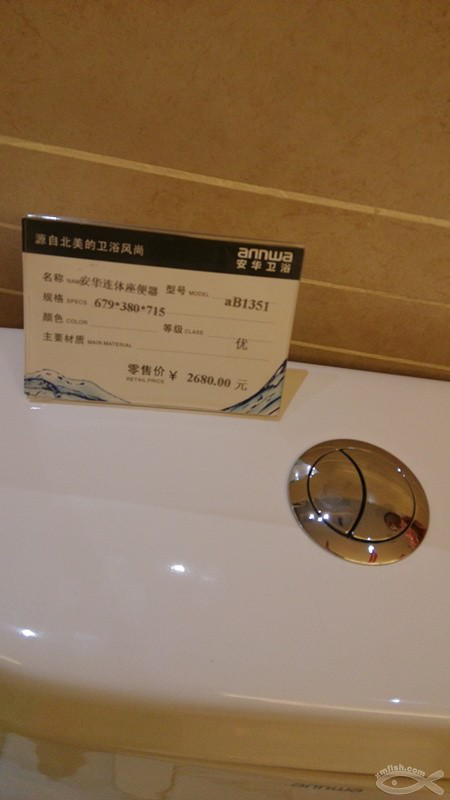 源自北美的卫浴风尚
annwa
安华卫浴
名称 NAME 安华连体座便器 型号 MODEL aB1351
规格 SPECS 679*380*715
颜色 COLOR 等级 CLASS 优
主要材质 MAIN MATERIAL
零售价 ¥ 2680.00 元
RETAIL PRICE
xmfish.com